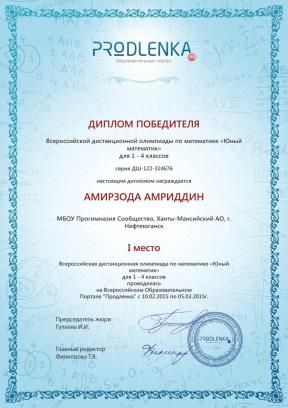 PRODLENKA
Образовательный портал
ДИПЛОМ ПОБЕДИТЕЛЯ
Всероссийской дистанционной олимпиады по математике «Юный
математик»
для 1 - 4 классов
серия ДШ-122-324676
настоящим дипломом награждается
АМИРЗОДА АМРИДДИН
МБОУ Прогимназия Сообщество, Ханты-Мансийский АО, г.
Нефтеюганск
I место
Всероссийская дистанционная олимпиада по математике «Юный
математик»
для 1 - 4 классов
проводилась
на Всероссийском Образовательном
Портале "Продленка" с 10.02.2015 по 05.03.2015г.
Председатель жюри
Гуляева И.И.
Главный редактор
Филиппова Т.В.
PRODLENKA